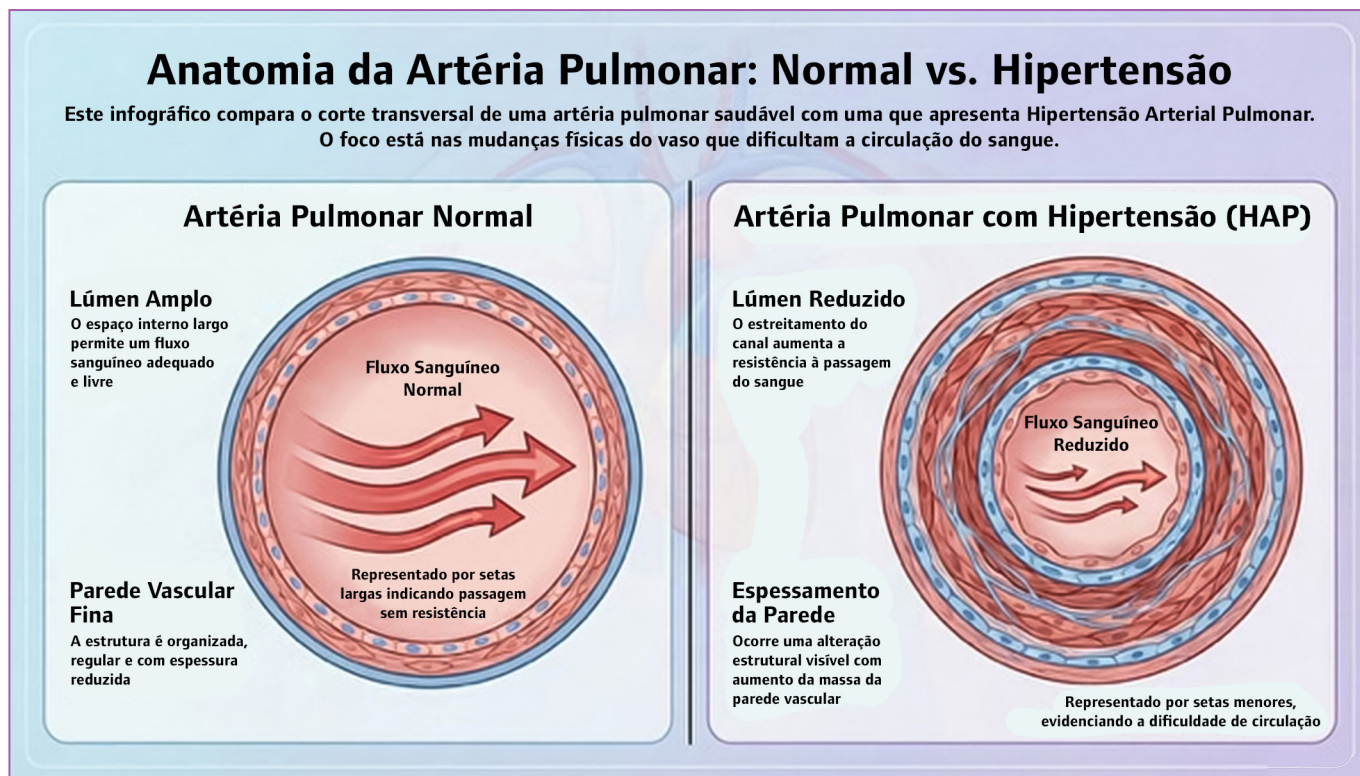 Anatomia da Artéria Pulmonar: Normal vs. Hipertensão
Este infográfico compara o corte transversal de uma artéria pulmonar saudável com uma que apresenta Hipertensão Arterial Pulmonar.
O foco está nas mudanças físicas do vaso que dificultam a circulação do sangue.
Artéria Pulmonar Normal
Lúmen Amplo
O espaço interno largo
permite um fluxo
sanguíneo adequado
e livre
Fluxo Sanguíneo
Normal
Representado por setas
largas indicando passagem
sem resistência
Parede Vascular
Fina
A estrutura é organizada,
regular e com espessura
reduzida
Artéria Pulmonar com Hipertensão (HAP)
Lúmen Reduzido
O estreitamento do
canal aumenta a
resistência à passagem
do sangue
Fluxo Sanguíneo
Reduzido
Espessamento
da Parede
Ocorre uma alteração
estrutural visível com
aumento da massa da
parede vascular
Representado por setas menores,
evidenciando a dificuldade de circulação